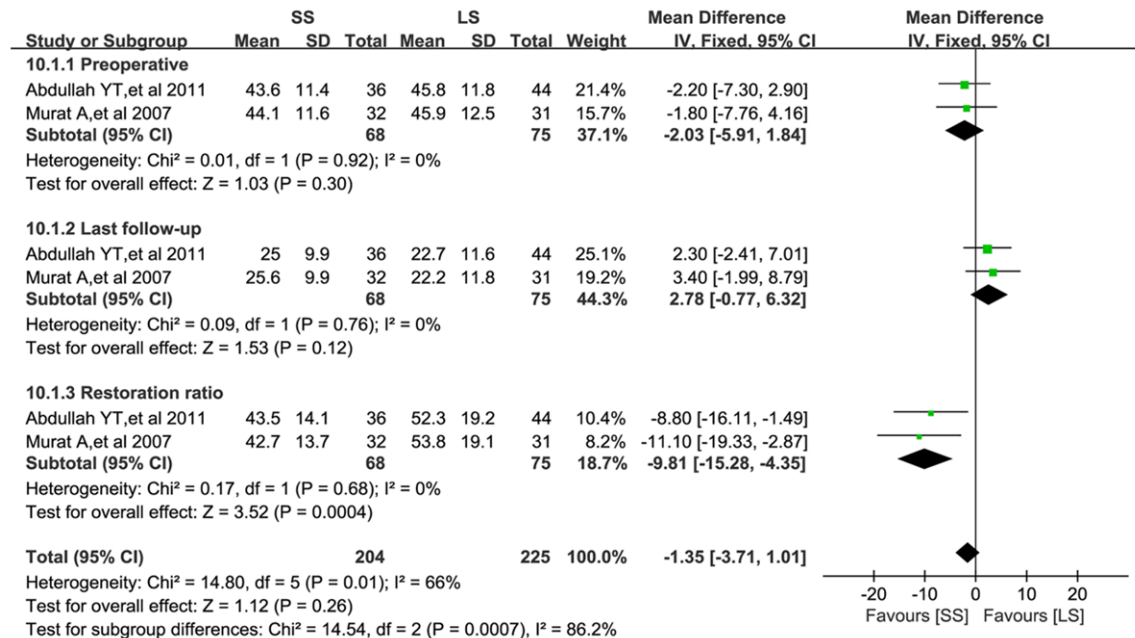 SS LS Mean Difference Mean Difference
Study or Subgroup Mean SD Total Mean SD Total Weight IV, Fixed, 95% CI IV, Fixed, 95% CI
10.1.1 Preoperative
Abdullah YT,et al 2011 43.6 11.4 36 45.8 11.8 44 21.4% -2.20 [-7.30, 2.90]
Murat A,et al 2007 44.1 11.6 32 45.9 12.5 31 15.7% -1.80 [-7.76, 4.16]
Subtotal (95% CI) 68 75 37.1% -2.03 [-5.91, 1.84]
Heterogeneity: Chi² = 0.01, df = 1 (P = 0.92); I² = 0%
Test for overall effect: Z = 1.03 (P = 0.30)
10.1.2 Last follow-up
Abdullah YT,et al 2011 25 9.9 36 22.7 11.6 44 25.1% 2.30 [-2.41, 7.01]
Murat A,et al 2007 25.6 9.9 32 22.2 11.8 31 19.2% 3.40 [-1.99, 8.79]
Subtotal (95% CI) 68 75 44.3% 2.78 [-0.77, 6.32]
Heterogeneity: Chi² = 0.09, df = 1 (P = 0.76); I² = 0%
Test for overall effect: Z = 1.53 (P = 0.12)
10.1.3 Restoration ratio
Abdullah YT,et al 2011 43.5 14.1 36 52.3 19.2 44 10.4% -8.80 [-16.11, -1.49]
Murat A,et al 2007 42.7 13.7 32 53.8 19.1 31 8.2% -11.10 [-19.33, -2.87]
Subtotal (95% CI) 68 75 18.7% -9.81 [-15.28, -4.35]
Heterogeneity: Chi² = 0.17, df = 1 (P = 0.68); I² = 0%
Test for overall effect: Z = 3.52 (P = 0.0004)
Total (95% CI) 204 225 100.0% -1.35 [-3.71, 1.01]
Heterogeneity: Chi² = 14.80, df = 5 (P = 0.01); I² = 66%
Test for overall effect: Z = 1.12 (P = 0.26)
Test for subgroup differences: Chi² = 14.54, df = 2 (P = 0.0007), I² = 86.2%
-20 -10 0 10 20
Favours [SS] Favours [LS]